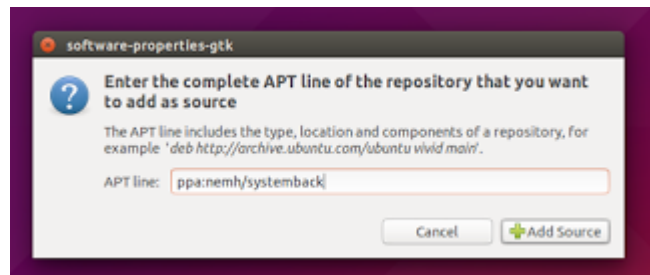 software-properties-gtk
Enter the complete APT line of the repository that you want
to add as source
The APT line includes the type, location and components of a repository, for
example 'deb http://archive.ubuntu.com/ubuntu vivid main'.
APT line: ppa:nemh/systemback
Cancel Add Source